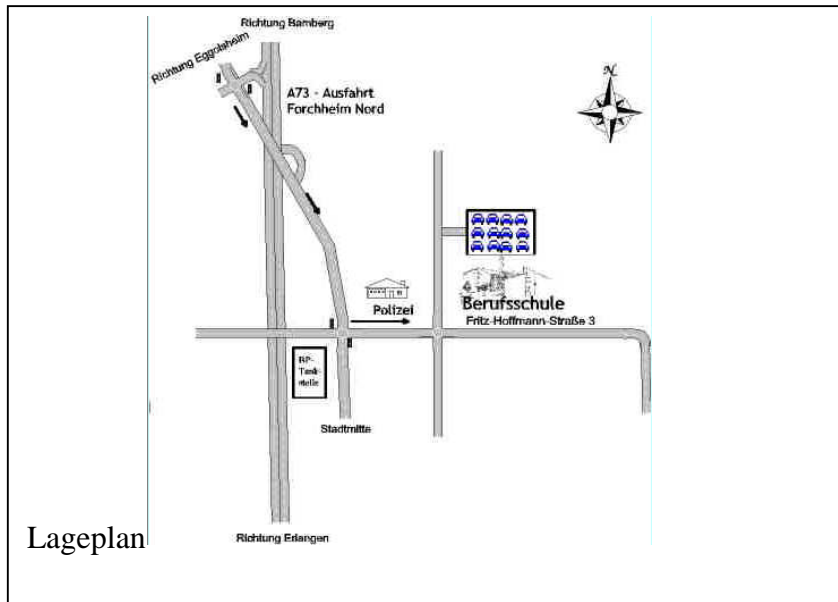 Richtung Bamberg
Richtung Eggolsheim
A73 - Ausfahrt
Forchheim Nord
N
Polizei
Berufsschule
Fritz-Hoffmann-Straße 3
BP-
Tank-
stelle
Stadtmitte
Lageplan
Richtung Erlangen